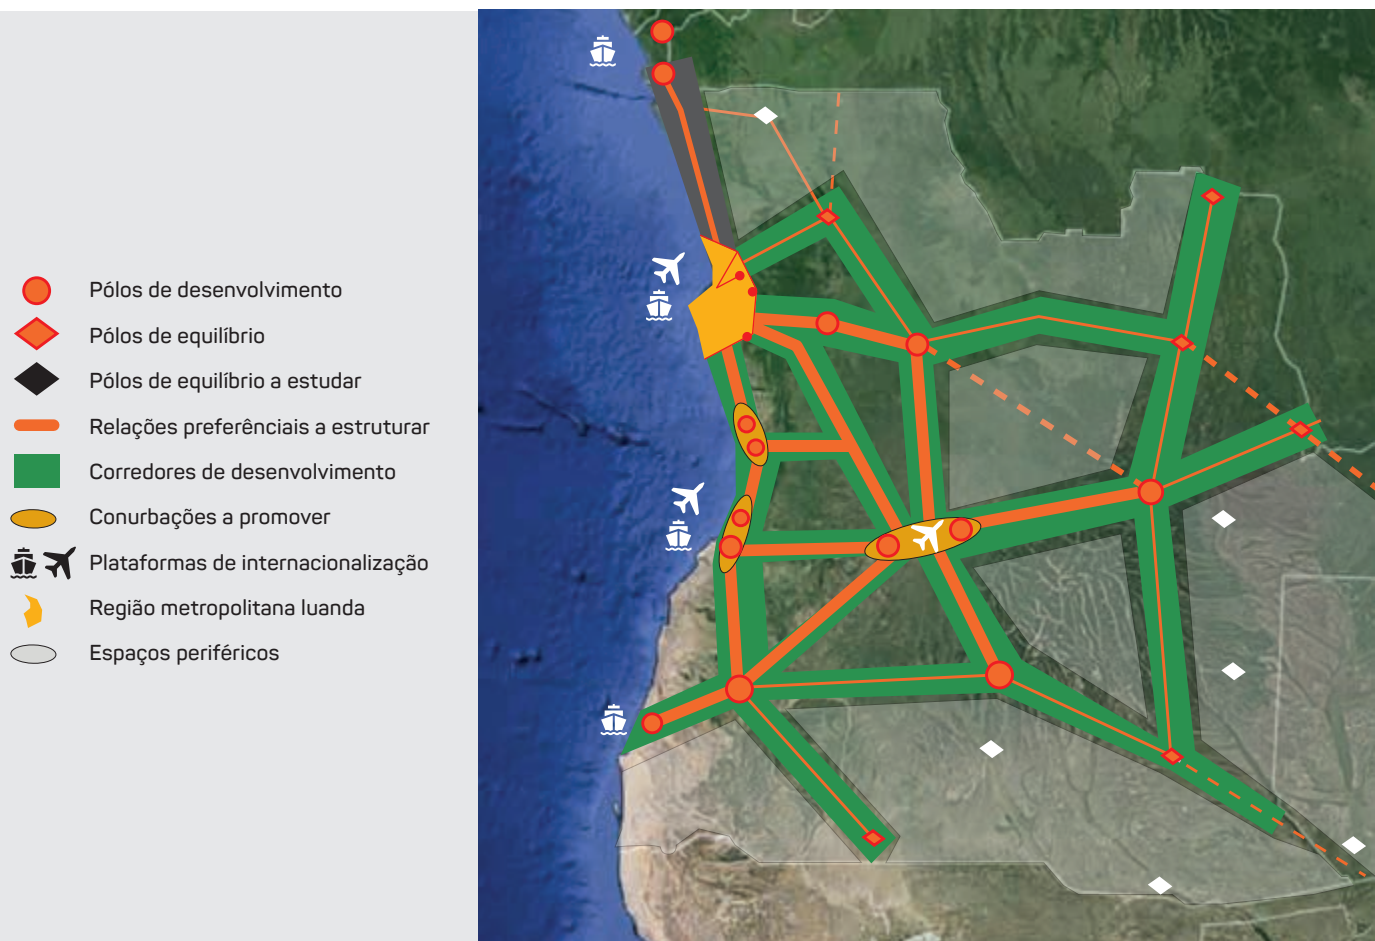 Pólos de desenvolvimento
Pólos de equilíbrio
Pólos de equilíbrio a estudar
Relações preferênciais a estruturar
Corredores de desenvolvimento
Conurbações a promover
Plataformas de internacionalização
Região metropolitana luanda
Espaços periféricos